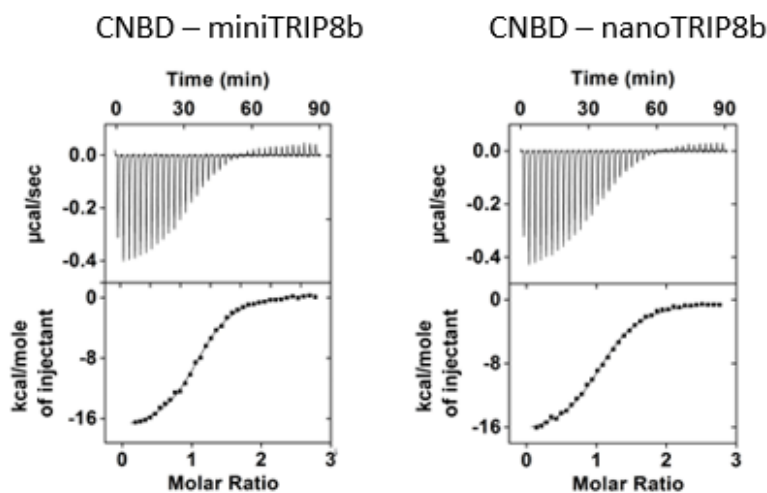 CNBD – miniTRIP8b
Time (min)
0 30 60 90
0.0
-0.2
-0.4
µcal/sec
0
-8
-16
kcal/mole
of injectant
0 1 2 3
Molar Ratio
CNBD – nanoTRIP8b
Time (min)
0 30 60 90
0.0
-0.2
-0.4
µcal/sec
0
-8
-16
kcal/mole
of injectant
0 1 2 3
Molar Ratio